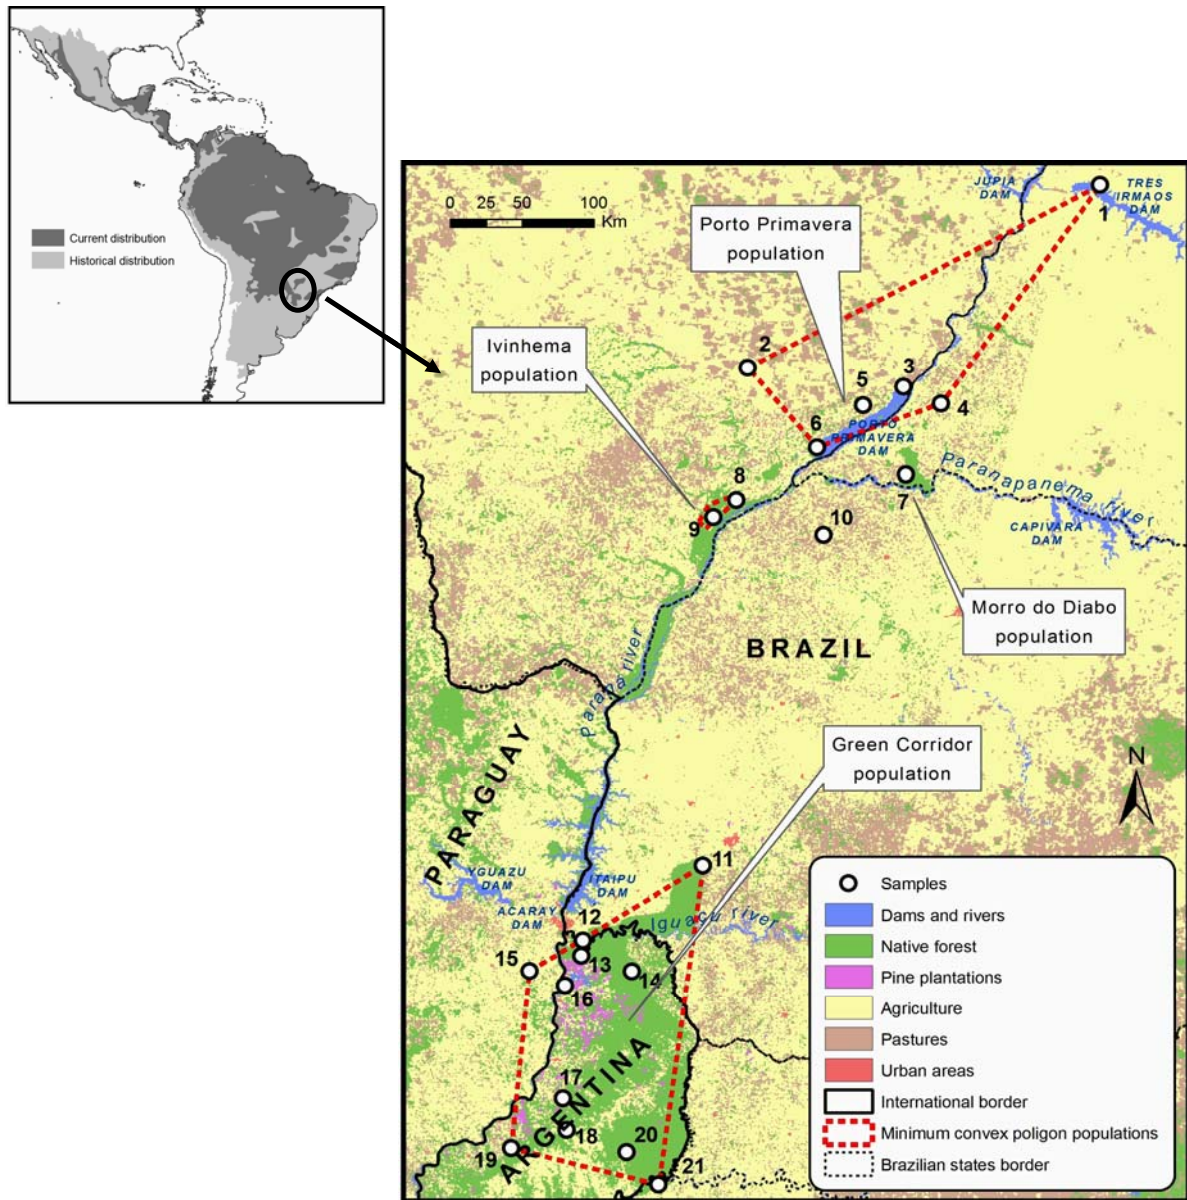 Current distribution
Historical distribution
0 25 50 100
Km
JUPIA
DAM
TRES
IRMAOS
DAM
1
Porto Primavera
population
Ivinhema
population
2
3
5
4
6
PORTO
PRIMAVERA
DAM
Paranapanema river
7
8
9
10
CAPIVARA
DAM
Morro do Diabo
population
BRAZIL
Paraná river
PARAGUAY
Green Corridor
population
N
YGUAZU
DAM
ITAIPU
DAM
ACARAY
DAM
11
Iguaçu river
12
13
14
15
16
ARGENTINA
17
18
19
20
21
Samples
Dams and rivers
Native forest
Pine plantations
Agriculture
Pastures
Urban areas
International border
Minimum convex poligon populations
Brazilian states border